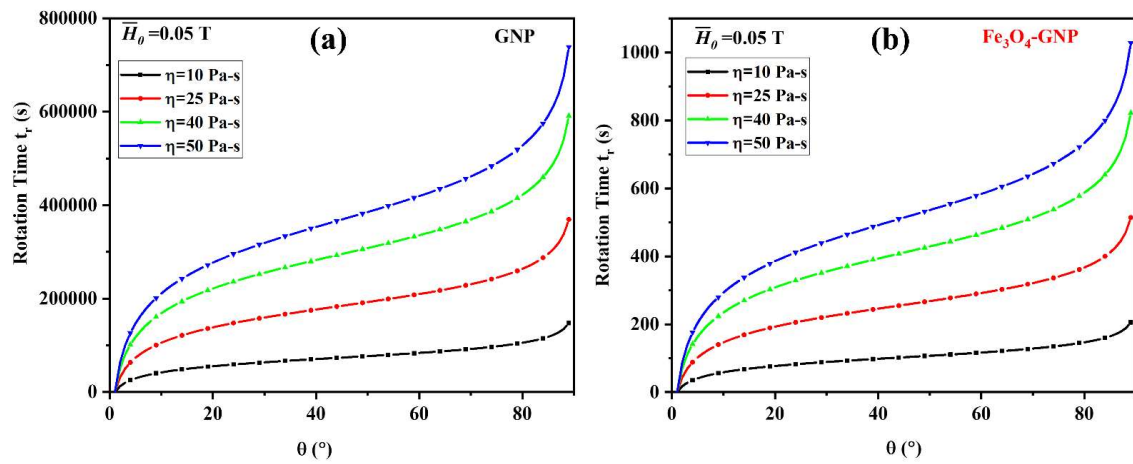 H̅₀=0.05 T
(a)
GNP
η=10 Pa-s
η=25 Pa-s
η=40 Pa-s
η=50 Pa-s
Rotation Time tᵣ (s)
800000
600000
400000
200000
0
0 20 40 60 80
θ (°)
H̅₀=0.05 T
(b)
Fe₃O₄-GNP
η=10 Pa-s
η=25 Pa-s
η=40 Pa-s
η=50 Pa-s
Rotation Time tᵣ (s)
1000
800
600
400
200
0
0 20 40 60 80
θ (°)